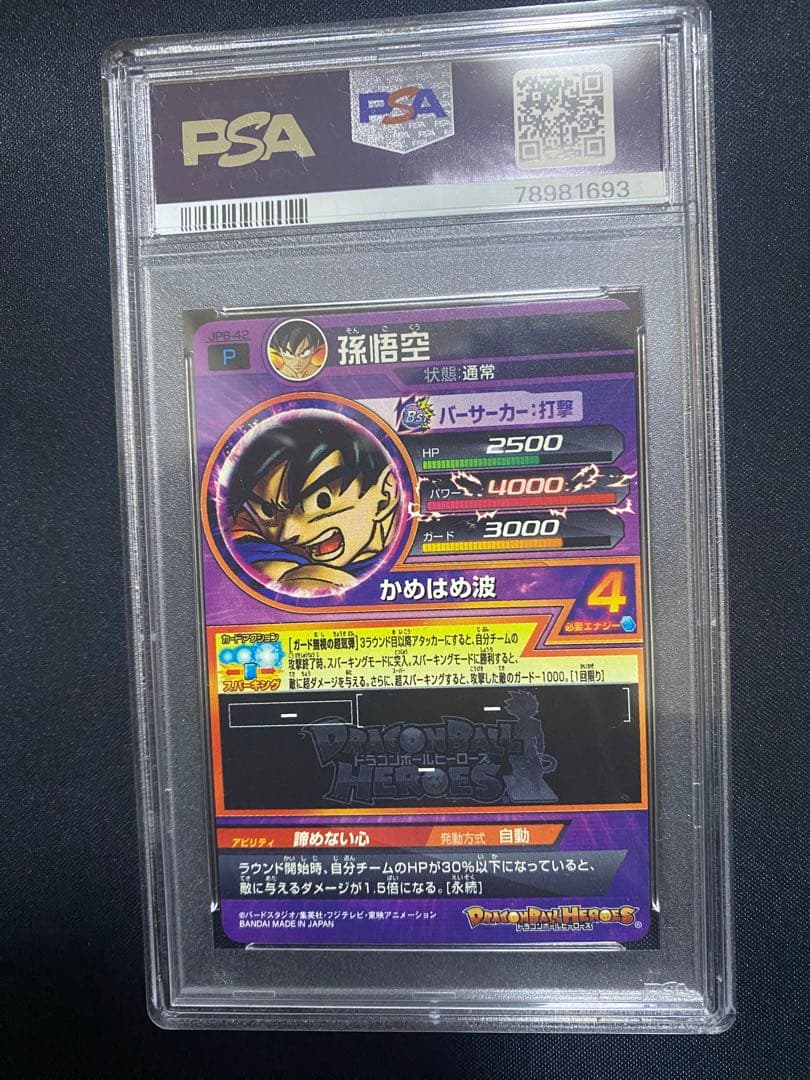 PSA
PSA
78981693
JPB-42
P
そん ご くう
孫悟空
状態:通常
BS
バーサーカー:打撃
HP 2500
パワー 4000
ガード 3000
かめはめ波
4
必要エナジー
カードアクション
スパーキング
[ガード無視の超気弾]3ラウンド目以降アタッカーにすると、自分チームの
攻撃終了時、スパーキングモードに突入。スパーキングモードに勝利すると、
敵に超ダメージを与える。さらに、超スパーキングすると、攻撃した敵のガード-1000。[1回限り]
ー
ー
DRAGONBALL
ドラゴンボールヒーローズ
HEROES
ー
アビリティ 諦めない心 発動方式 自動
ラウンド開始時、自分チームのHPが30%以下になっていると、
敵に与えるダメージが1.5倍になる。[永続]
©バードスタジオ/集英社・フジテレビ・東映アニメーション
BANDAI MADE IN JAPAN
DRAGONBALL HEROES
ドラゴンボールヒーローズ
®